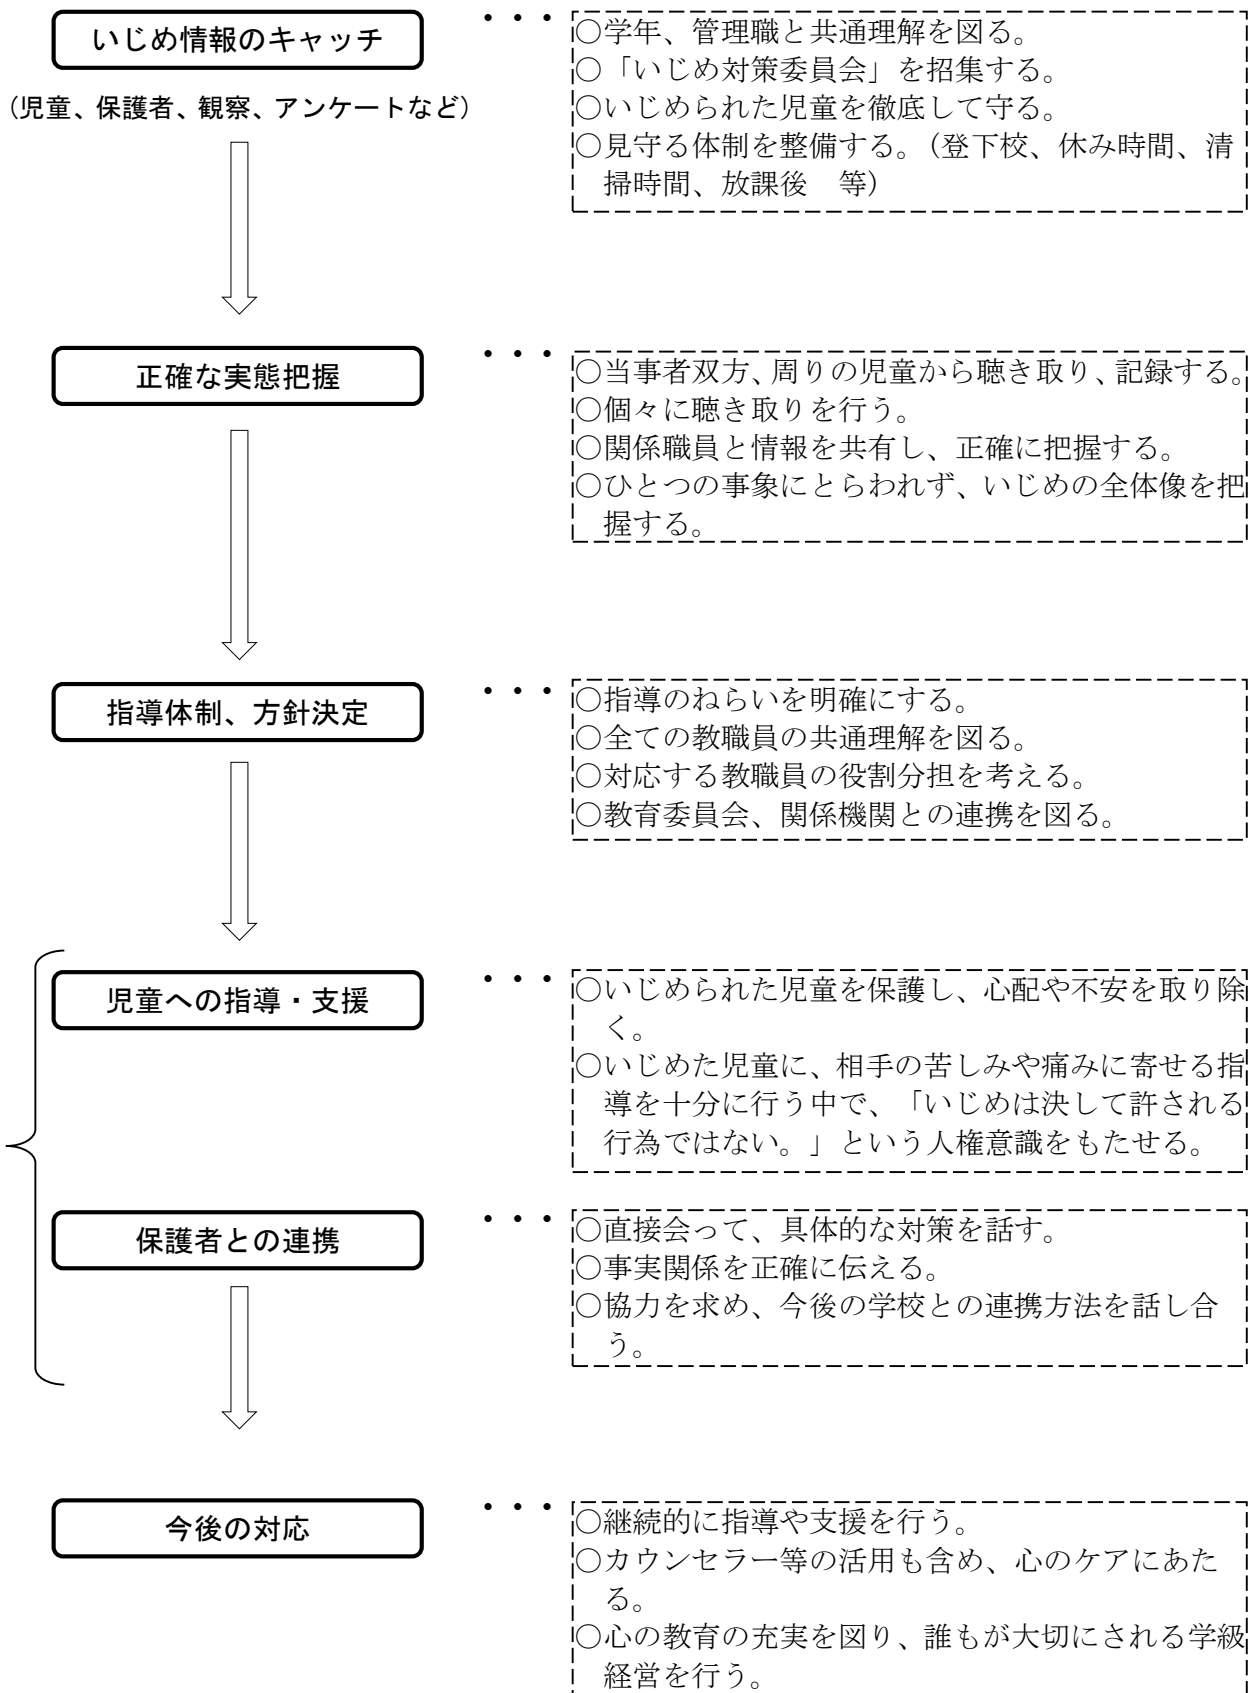 いじめ情報のキャッチ
（児童、保護者、観察、アンケートなど）
・・・
○学年、管理職と共通理解を図る。
○「いじめ対策委員会」を招集する。
○いじめられた児童を徹底して守る。
○見守る体制を整備する。（登下校、休み時間、清
掃時間、放課後　等）
正確な実態把握
・・・
○当事者双方、周りの児童から聴き取り、記録する。
○個々に聴き取りを行う。
○関係職員と情報を共有し、正確に把握する。
○ひとつの事象にとらわれず、いじめの全体像を把
握する。
指導体制、方針決定
・・・
○指導のねらいを明確にする。
○全ての教職員の共通理解を図る。
○対応する教職員の役割分担を考える。
○教育委員会、関係機関との連携を図る。
児童への指導・支援
・・・
○いじめられた児童を保護し、心配や不安を取り除
く。
○いじめた児童に、相手の苦しみや痛みに寄せる指
導を十分に行う中で、「いじめは決して許される
行為ではない。」という人権意識をもたせる。
保護者との連携
・・・
○直接会って、具体的な対策を話す。
○事実関係を正確に伝える。
○協力を求め、今後の学校との連携方法を話し合
う。
今後の対応
・・・
○継続的に指導や支援を行う。
○カウンセラー等の活用も含め、心のケアにあた
る。
○心の教育の充実を図り、誰もが大切にされる学級
経営を行う。